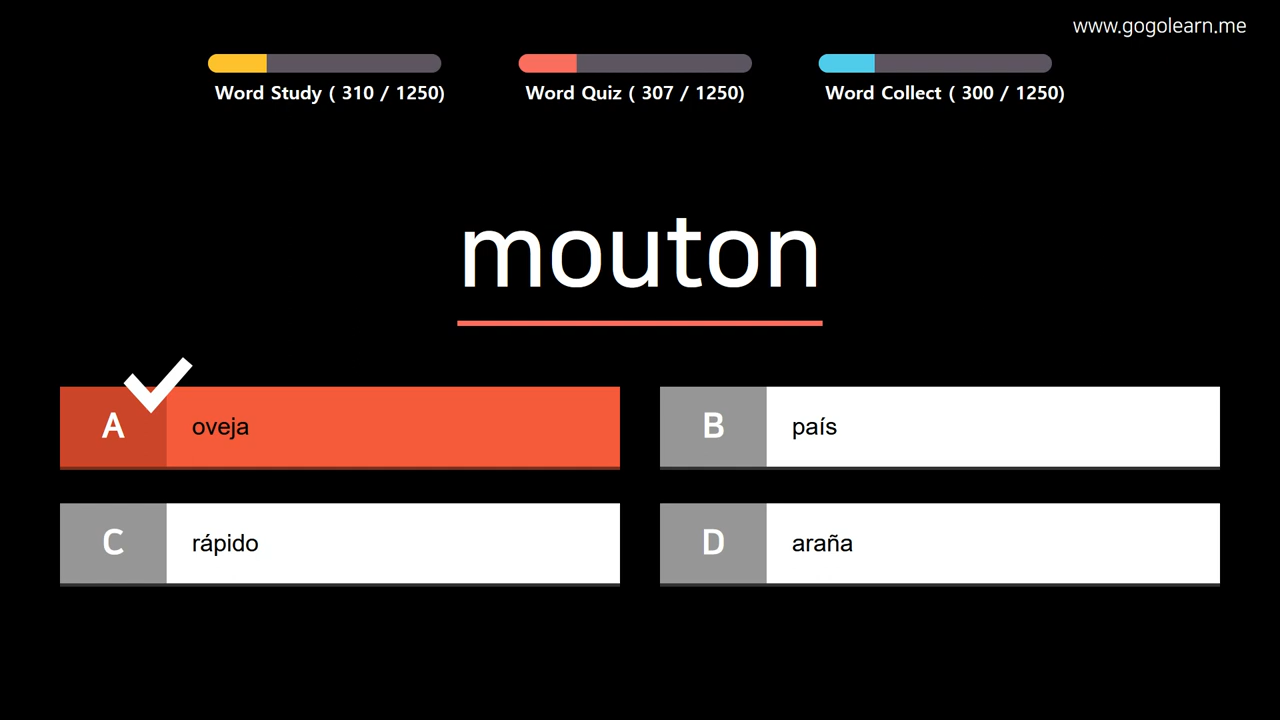 www.gogolearn.me
Word Study ( 310 / 1250)
Word Quiz ( 307 / 1250)
Word Collect ( 300 / 1250)
mouton
A oveja
B país
C rápido
D araña